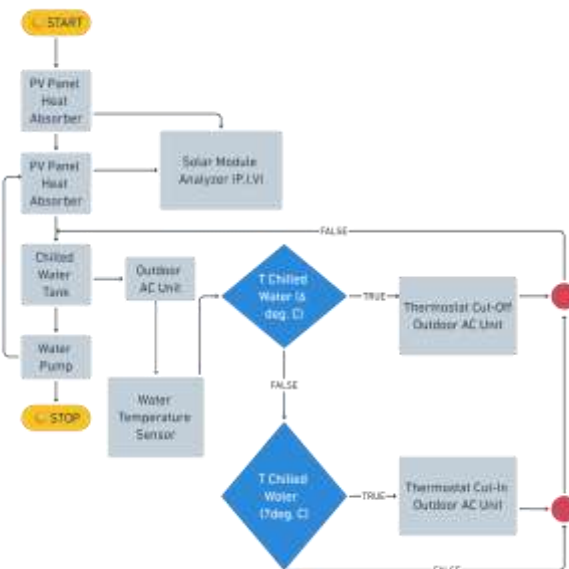 START
PV Panel
Heat
Absorber
PV Panel
Heat
Absorber
Solar Module
Analyzer (P.I.V)
FALSE
Chilled
Water
Tank
Outdoor
AC Unit
T Chilled
Water (6
deg. C)
TRUE
Thermostat Cut-Off
Outdoor AC Unit
Water
Pump
FALSE
STOP
Water
Temperature
Sensor
T Chilled
Water
(7deg. C)
TRUE
Thermostat Cut-In
Outdoor AC Unit
FALSE